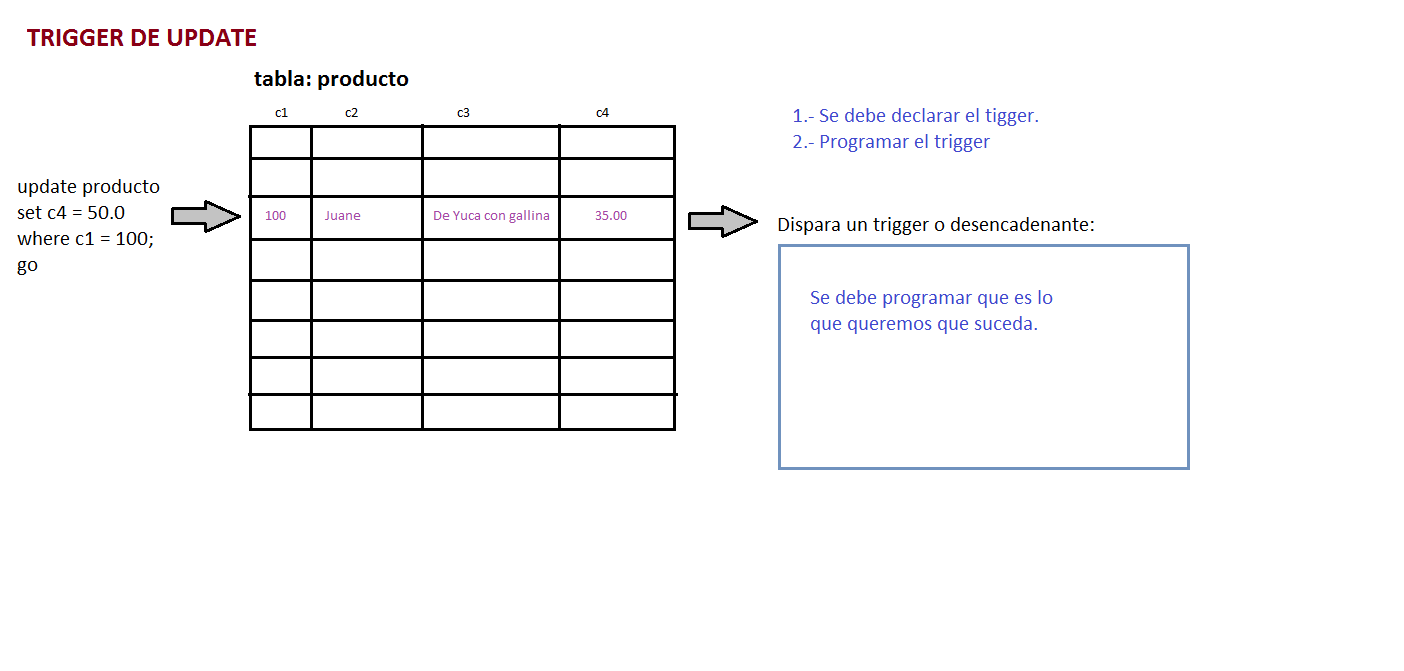 TRIGGER DE UPDATE
tabla: producto
c1 c2 c3 c4
update producto
set c4 = 50.0
where c1 = 100;
go
100 Juane De Yuca con gallina 35.00
1.- Se debe declarar el tigger.
2.- Programar el trigger
Dispara un trigger o desencadenante:
Se debe programar que es lo
que queremos que suceda.